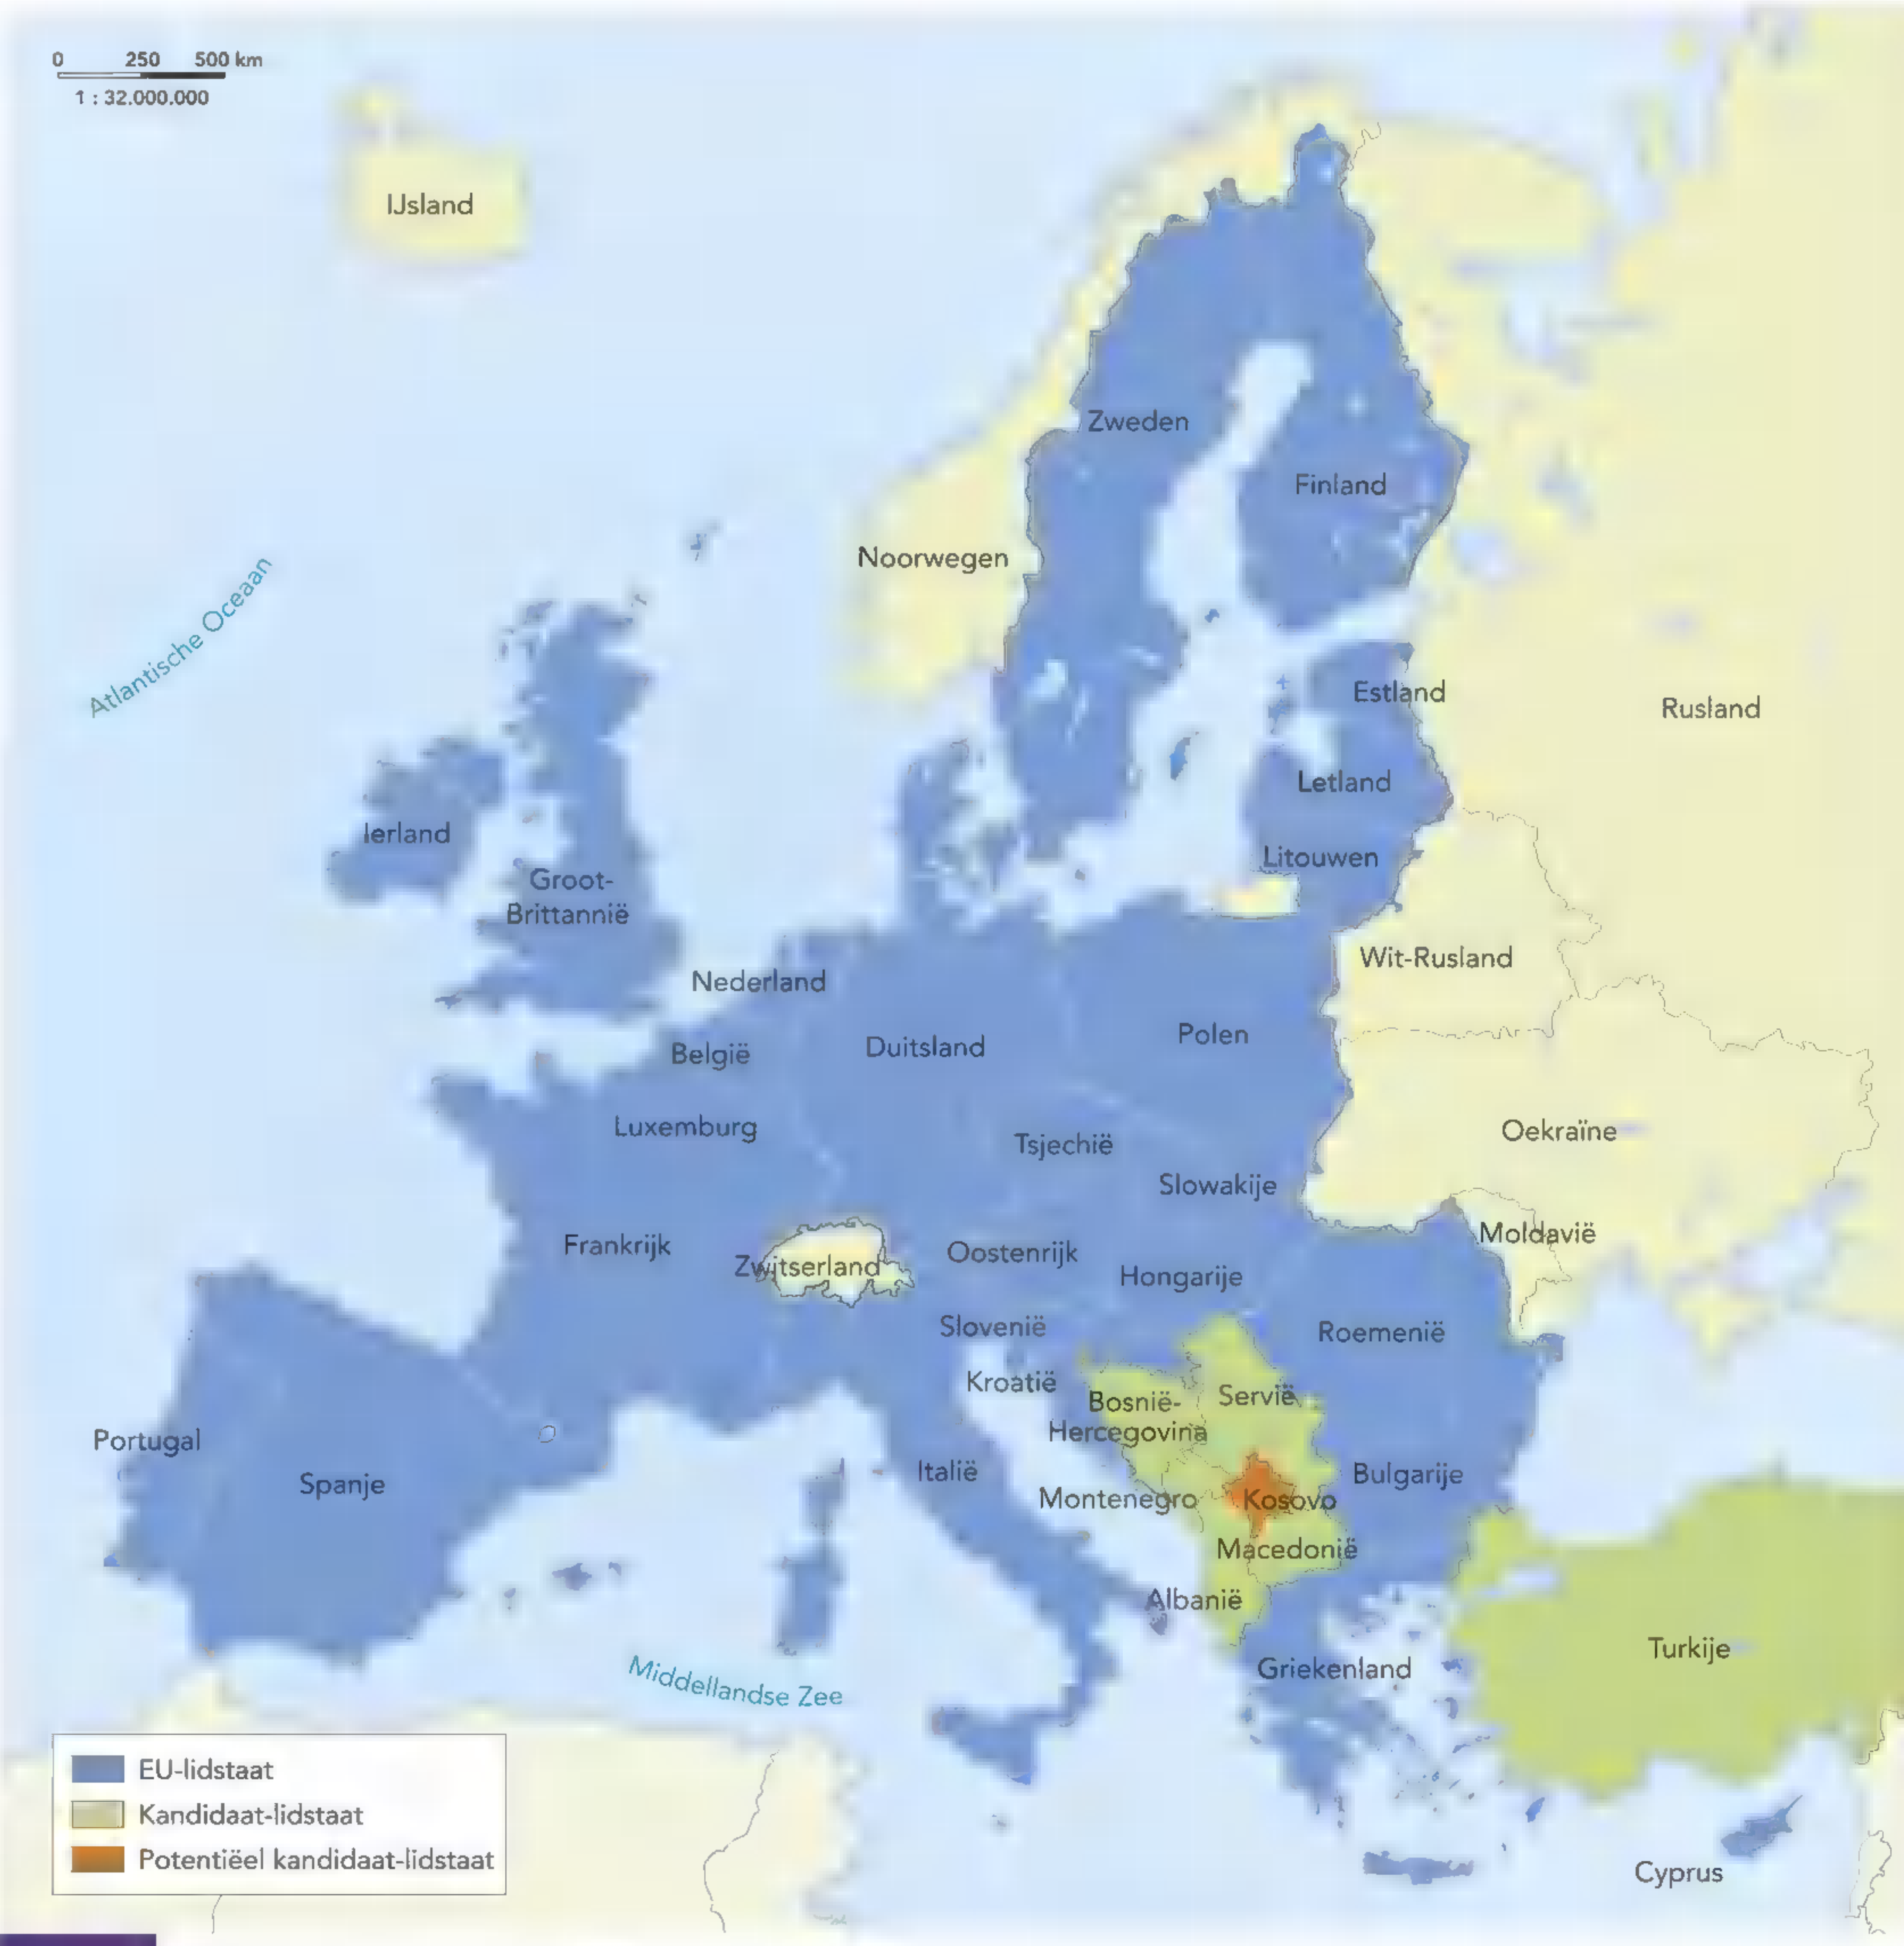 0 250 500 km
1 : 32.000.000
IJsland
Zweden
Finland
Noorwegen
Atlantische Oceaan
Estland
Rusland
Letland
Ierland
Litouwen
Groot-
Brittannië
Wit-Rusland
Nederland
Polen
Duitsland
België
Luxemburg
Oekraïne
Tsjechië
Slowakije
Moldavië
Frankrijk
Zwitserland
Oostenrijk
Hongarije
Slovenië
Roemenië
Kroatië
Servië
Bosnië-
Hercegovina
Portugal
Spanje
Italië
Bulgarije
Montenegro
Kosovo
Macedonië
Albanië
Turkije
Griekenland
Middellandse Zee
EU-lidstaat
Kandidaat-lidstaat
Potentiëel kandidaat-lidstaat
Cyprus